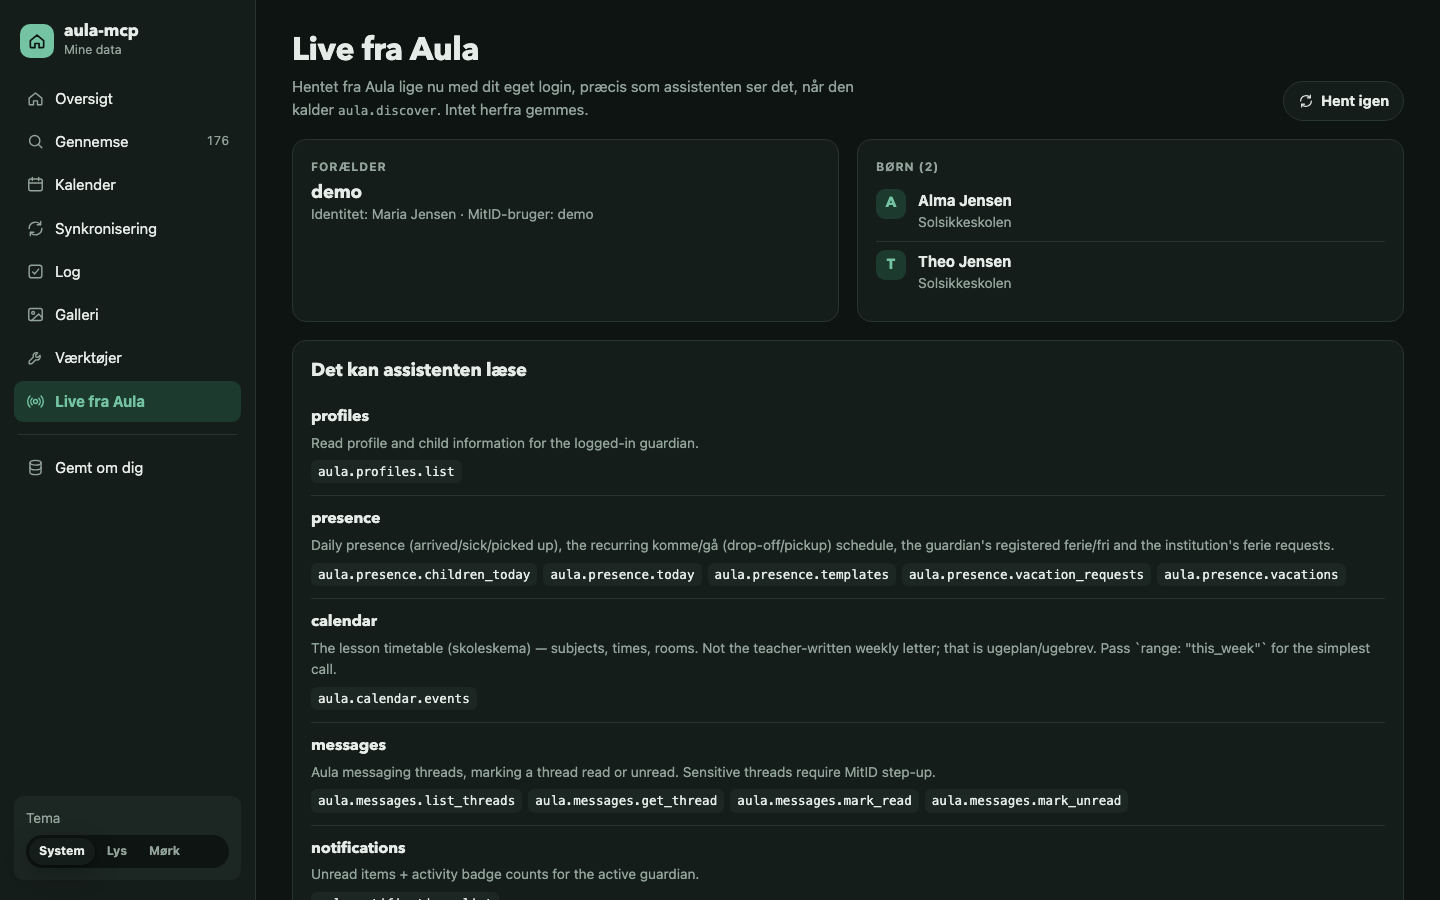 aula-mcp
Mine data
Oversigt
Gennemse 176
Kalender
Synkronisering
Log
Galleri
Værktøjer
Live fra Aula
Gemt om dig
Tema
System Lys Mørk
Live fra Aula
Hentet fra Aula lige nu med dit eget login, præcis som assistenten ser det, når den
kalder aula.discover. Intet herfra gemmes.
Hent igen
FORÆLDER
demo
Identitet: Maria Jensen · MitID-bruger: demo
BØRN (2)
A Alma Jensen
Solsikkeskolen
T Theo Jensen
Solsikkeskolen
Det kan assistenten læse
profiles
Read profile and child information for the logged-in guardian.
aula.profiles.list
presence
Daily presence (arrived/sick/picked up), the recurring komme/gå (drop-off/pickup) schedule, the guardian's registered ferie/fri and the institution's ferie requests.
aula.presence.children_today aula.presence.today aula.presence.templates aula.presence.vacation_requests aula.presence.vacations
calendar
The lesson timetable (skoleskema) — subjects, times, rooms. Not the teacher-written weekly letter; that is ugeplan/ugebrev. Pass `range: "this_week"` for the simplest
call.
aula.calendar.events
messages
Aula messaging threads, marking a thread read or unread. Sensitive threads require MitID step-up.
aula.messages.list_threads aula.messages.get_thread aula.messages.mark_read aula.messages.mark_unread
notifications
Unread items + activity badge counts for the active guardian.